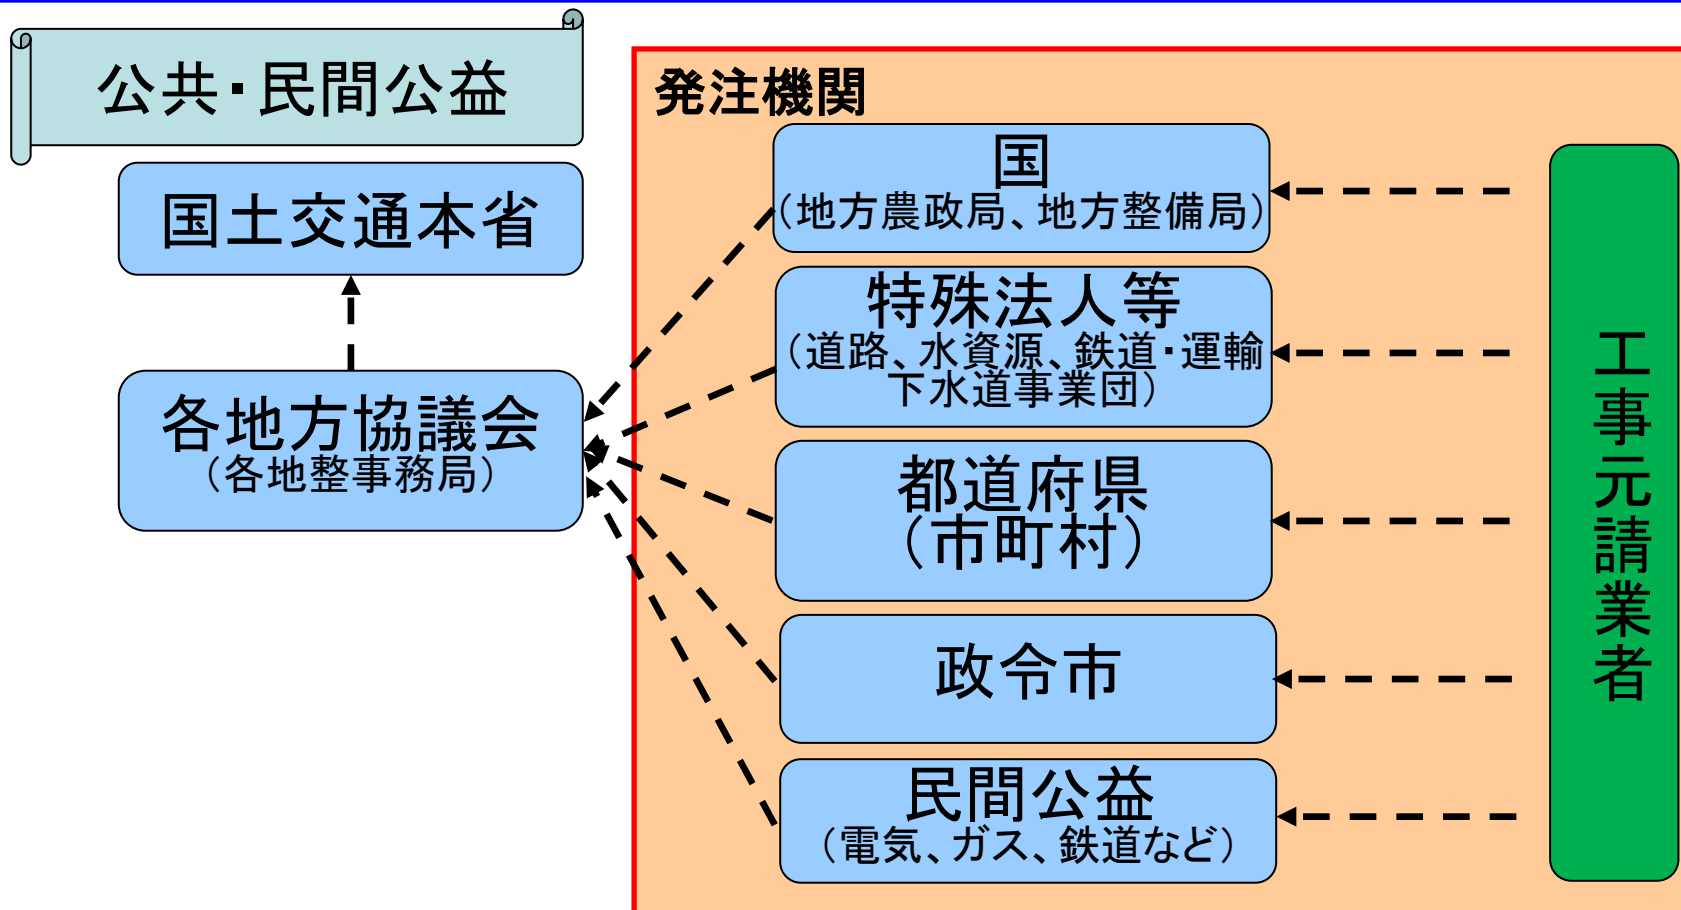 公共・民間公益
国土交通本省
各地方協議会
（各地整事務局）
発注機関
国
（地方農政局、地方整備局）
特殊法人等
（道路、水資源、鉄道・運輸
下水道事業団）
都道府県
（市町村）
政令市
民間公益
（電気、ガス、鉄道など）
工事元請業者